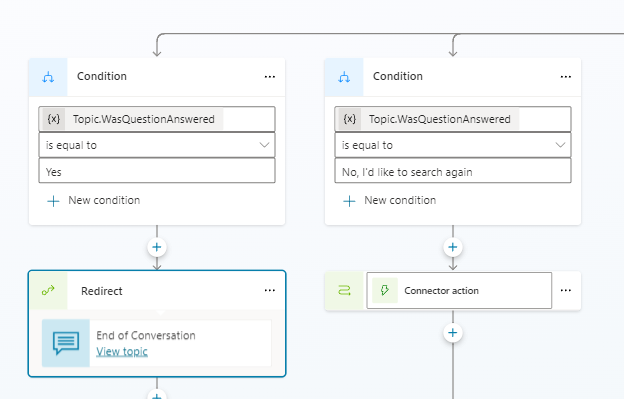 Condition
...
{x} Topic.WasQuestionAnswered
is equal to
Yes
+ New condition
Redirect
...
End of Conversation
View topic
Condition
...
{x} Topic.WasQuestionAnswered
is equal to
No, I'd like to search again
+ New condition
Connector action
...